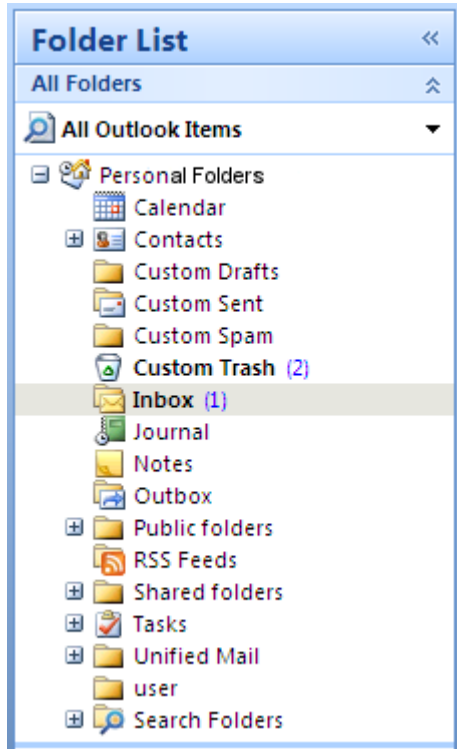 Folder List
All Folders
All Outlook Items
Personal Folders
Calendar
Contacts
Custom Drafts
Custom Sent
Custom Spam
Custom Trash (2)
Inbox (1)
Journal
Notes
Outbox
Public folders
RSS Feeds
Shared folders
Tasks
Unified Mail
user
Search Folders